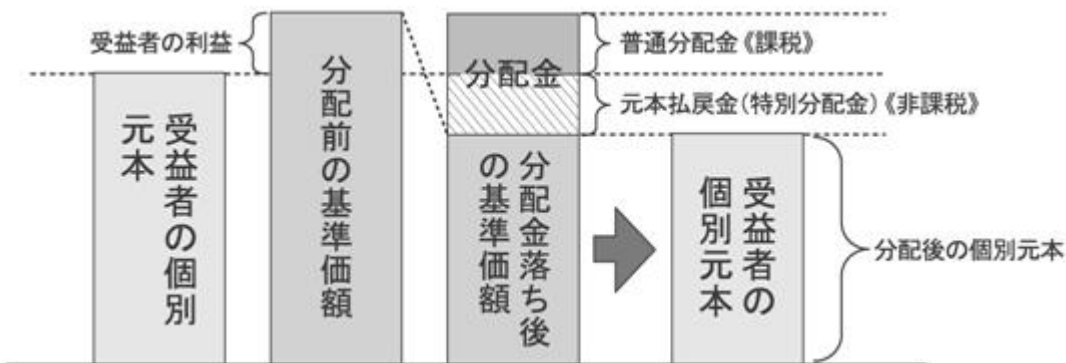 受益者の利益
受益者の個別
元本
分配前の基準価額
分配金
分配金落ち後
の基準価額
普通分配金《課税》
元本払戻金(特別分配金)《非課税》
受益者の
個別元本
分配後の個別元本